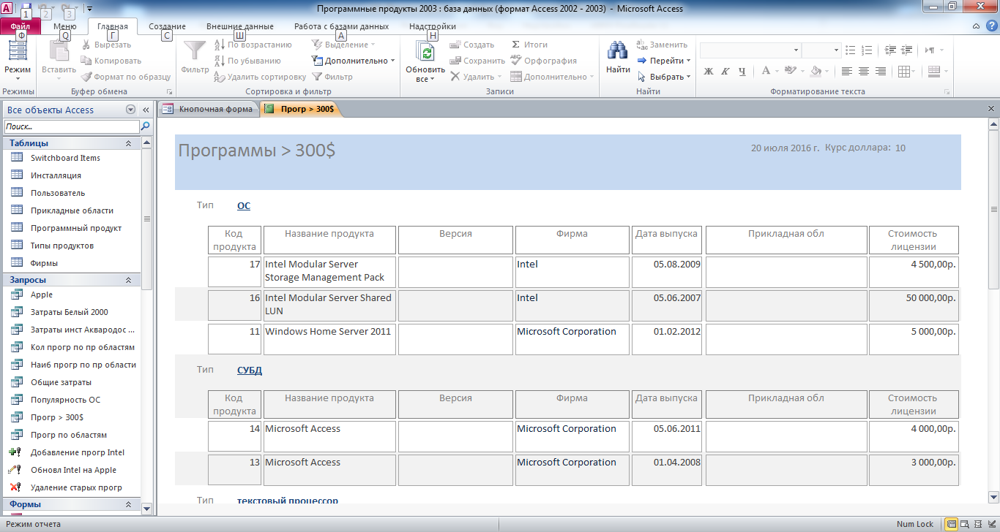 Программные продукты 2003 : база данных (формат Access 2002 - 2003) - Microsoft Access
1 2 3
Файл Меню Главная Создание Внешние данные Работа с базами данных Надстройки
Ф Q Г С Ш А Н
Режим
Режимы
Вставить
Вырезать
Копировать
Формат по образцу
Буфер обмена
Фильтр
По возрастанию
По убыванию
Удалить сортировку
Выделение
Дополнительно
Фильтр
Сортировка и фильтр
Обновить
все
Создать
Сохранить
Удалить
Итоги
Орфография
Дополнительно
Записи
Найти
Заменить
Перейти
Выбрать
Найти
Ж К Ч
Форматирование текста
Все объекты Access
Поиск...
Таблицы
Switchboard Items
Инсталляция
Пользователь
Прикладные области
Программный продукт
Типы продуктов
Фирмы
Запросы
Apple
Затраты Белый 2000
Затраты инст Аквародос ...
Кол прогр по пр областям
Наиб прогр по пр области
Общие затраты
Популярность ОС
Прогр > 300$
Прогр по областям
Добавление прогр Intel
Обновл Intel на Apple
Удаление старых прогр
Формы
Кнопочная форма Прогр > 300$
Программы > 300$ 20 июля 2016 г. Курс доллара: 10
Тип ОС
Код продукта Название продукта Версия Фирма Дата выпуска Прикладная обл Стоимость лицензии
17 Intel Modular Server Intel 05.08.2009 4 500,00р.
Storage Management Pack
16 Intel Modular Server Shared Intel 05.06.2007 50 000,00р.
LUN
11 Windows Home Server 2011 Microsoft Corporation 01.02.2012 5 000,00р.
Тип СУБД
Код продукта Название продукта Версия Фирма Дата выпуска Прикладная обл Стоимость лицензии
14 Microsoft Access Microsoft Corporation 05.06.2011 4 000,00р.
13 Microsoft Access Microsoft Corporation 01.04.2008 3 000,00р.
Тип текстовый процессор
Режим отчета Num Lock